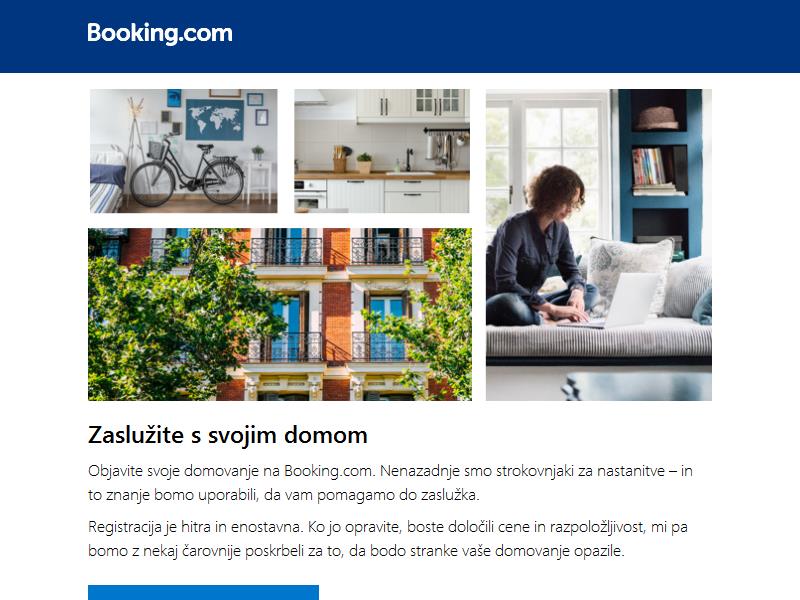 Booking.com
Zaslužite s svojim domom
Objavite svoje domovanje na Booking.com. Nenazadnje smo strokovnjaki za nastanitve – in
to znanje bomo uporabili, da vam pomagamo do zaslužka.
Registracija je hitra in enostavna. Ko jo opravite, boste določili cene in razpoložljivost, mi pa
bomo z nekaj čarovnije poskrbeli za to, da bodo stranke vaše domovanje opazile.